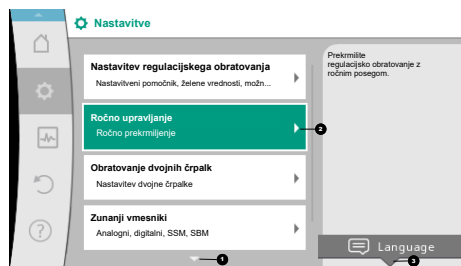 Nastavitve
Nastavitev regulacijskega obratovanja
Nastavitveni pomočnik, želene vrednosti, možn...
Ročno upravljanje
Ročno prekrmiljenje
2
Obratovanje dvojnih črpalk
Nastavitev dvojne črpalke
Zunanji vmesniki
Analogni, digitalni, SSM, SBM
1
Prekrmilite
regulacijsko obratovanje z
ročnim posegom.
Language
3